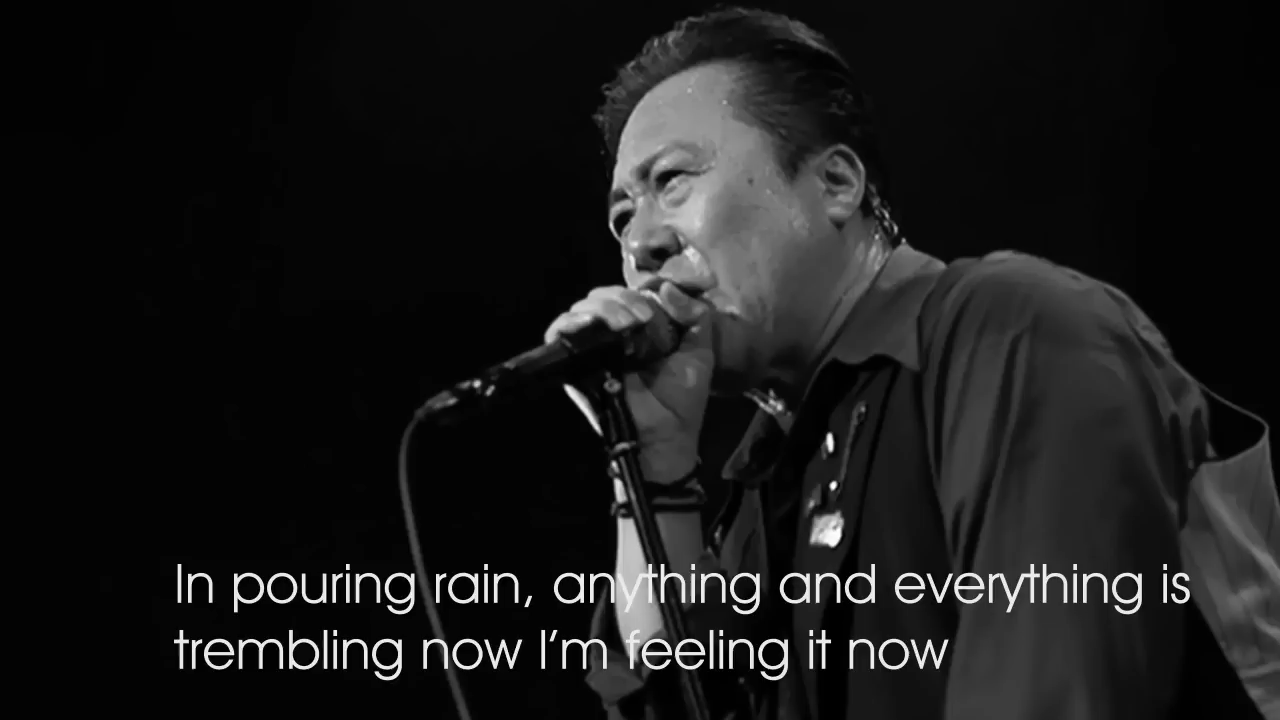 In pouring rain, anything and everything is
trembling now I’m feeling it now